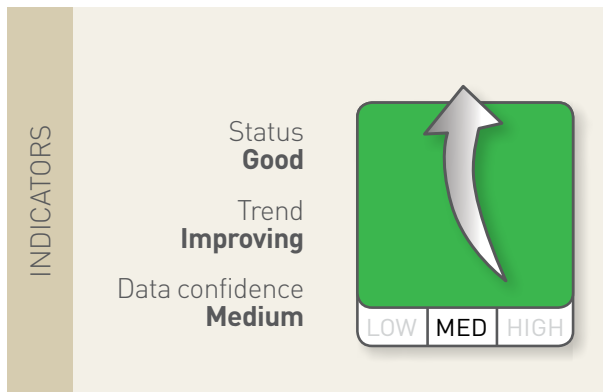 INDICATORS
Status
Good
Trend
Improving
Data confidence
Medium
LOW MED HIGH